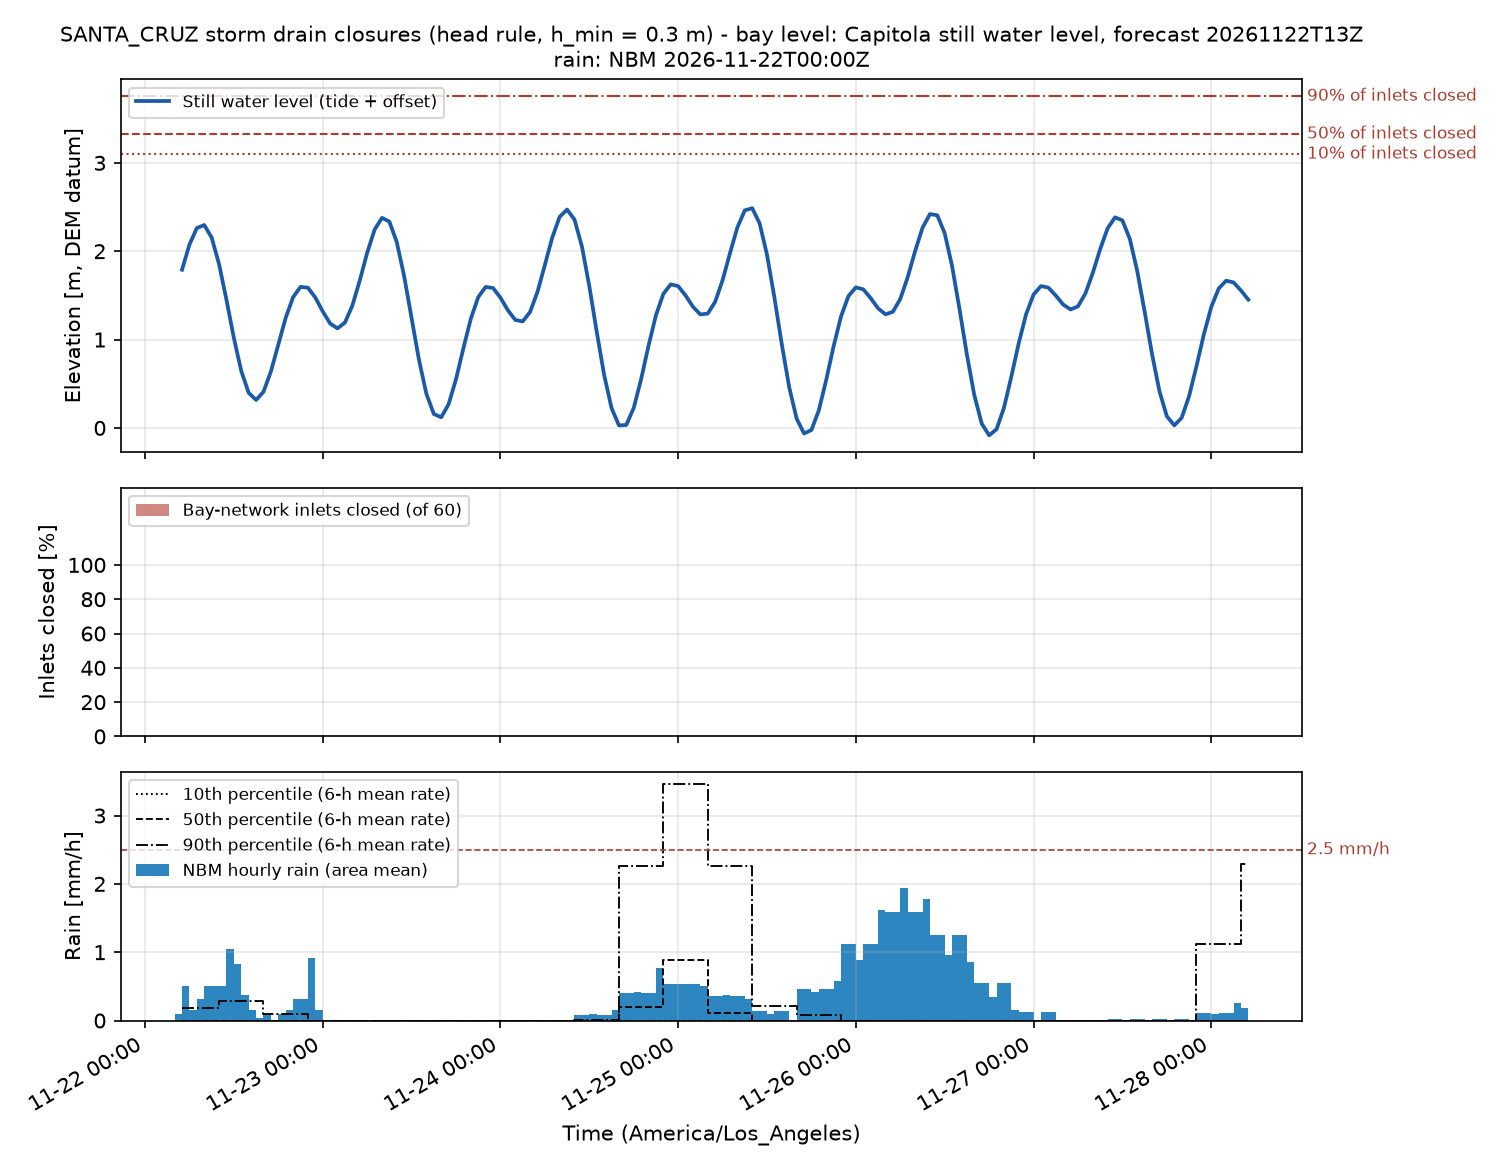 SANTA_CRUZ storm drain closures (head rule, h_min = 0.3 m) - bay level: Capitola still water level, forecast 20261122T13Z
rain: NBM 2026-11-22T00:00Z
Still water level (tide + offset)
90% of inlets closed
50% of inlets closed
10% of inlets closed
Elevation [m, DEM datum]
3
2
1
0
Bay-network inlets closed (of 60)
Inlets closed [%]
100
80
60
40
20
0
10th percentile (6-h mean rate)
50th percentile (6-h mean rate)
90th percentile (6-h mean rate)
NBM hourly rain (area mean)
2.5 mm/h
Rain [mm/h]
3
2
1
0
11-22 00:00
11-23 00:00
11-24 00:00
11-25 00:00
11-26 00:00
11-27 00:00
11-28 00:00
Time (America/Los_Angeles)